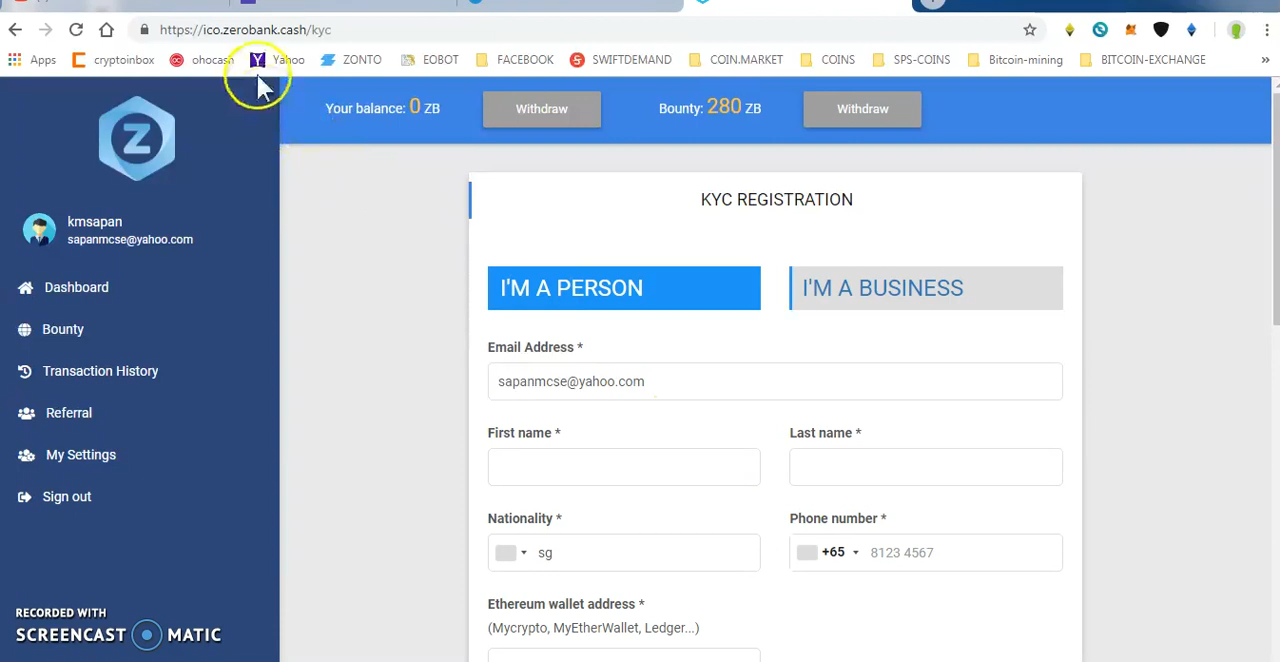 https://ico.zerobank.cash/kyc
Apps cryptoinbox ohocash Yahoo ZONTO EOBOT FACEBOOK SWIFTDEMAND COIN.MARKET COINS SPS-COINS Bitcoin-mining BITCOIN-EXCHANGE »
Your balance: 0 ZB Withdraw Bounty: 280 ZB Withdraw
Z
kmsapan
sapanmcse@yahoo.com
Dashboard
Bounty
Transaction History
Referral
My Settings
Sign out
KYC REGISTRATION
I'M A PERSON I'M A BUSINESS
Email Address *
sapanmcse@yahoo.com
First name * Last name *
Nationality * Phone number *
sg +65 8123 4567
Ethereum wallet address *
(Mycrypto, MyEtherWallet, Ledger...)
RECORDED WITH
SCREENCAST MATIC